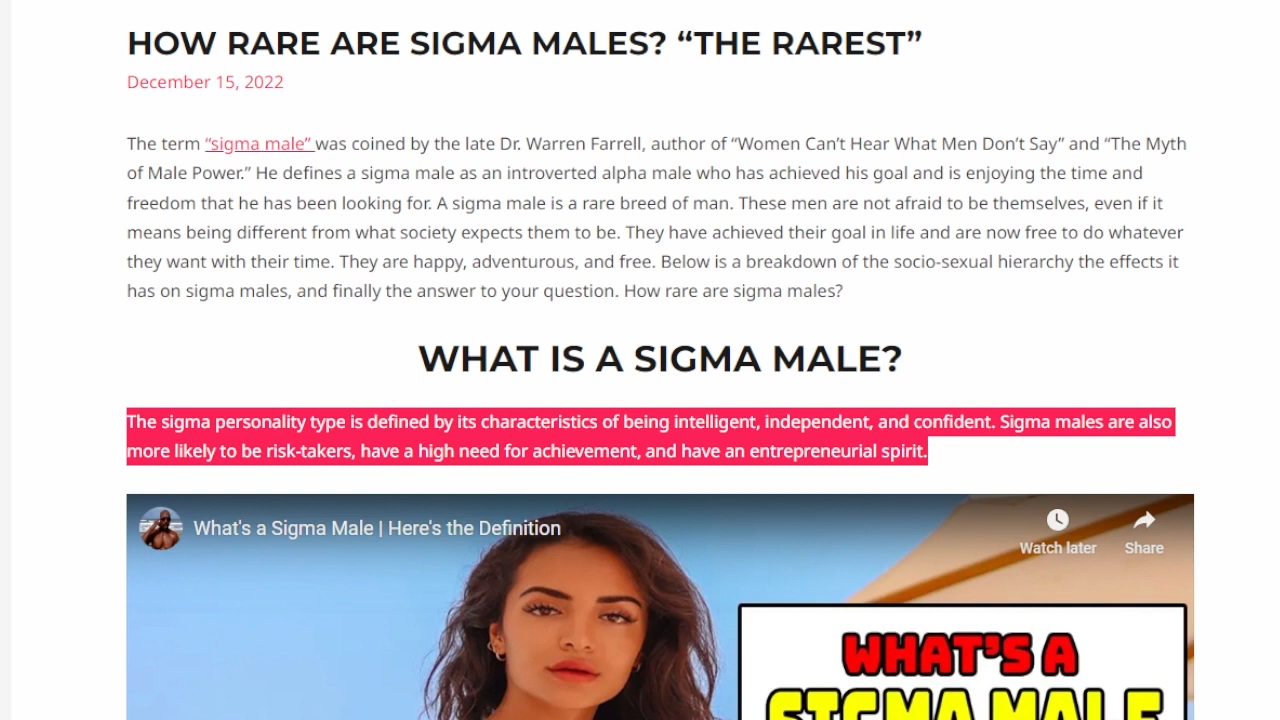 HOW RARE ARE SIGMA MALES? “THE RAREST”
December 15, 2022
The term “sigma male” was coined by the late Dr. Warren Farrell, author of “Women Can’t Hear What Men Don’t Say” and “The Myth
of Male Power.” He defines a sigma male as an introverted alpha male who has achieved his goal and is enjoying the time and
freedom that he has been looking for. A sigma male is a rare breed of man. These men are not afraid to be themselves, even if it
means being different from what society expects them to be. They have achieved their goal in life and are now free to do whatever
they want with their time. They are happy, adventurous, and free. Below is a breakdown of the socio-sexual hierarchy the effects it
has on sigma males, and finally the answer to your question. How rare are sigma males?
WHAT IS A SIGMA MALE?
The sigma personality type is defined by its characteristics of being intelligent, independent, and confident. Sigma males are also
more likely to be risk-takers, have a high need for achievement, and have an entrepreneurial spirit.
What's a Sigma Male | Here's the Definition
Watch later
Share
WHAT'S A
SIGMA MALE